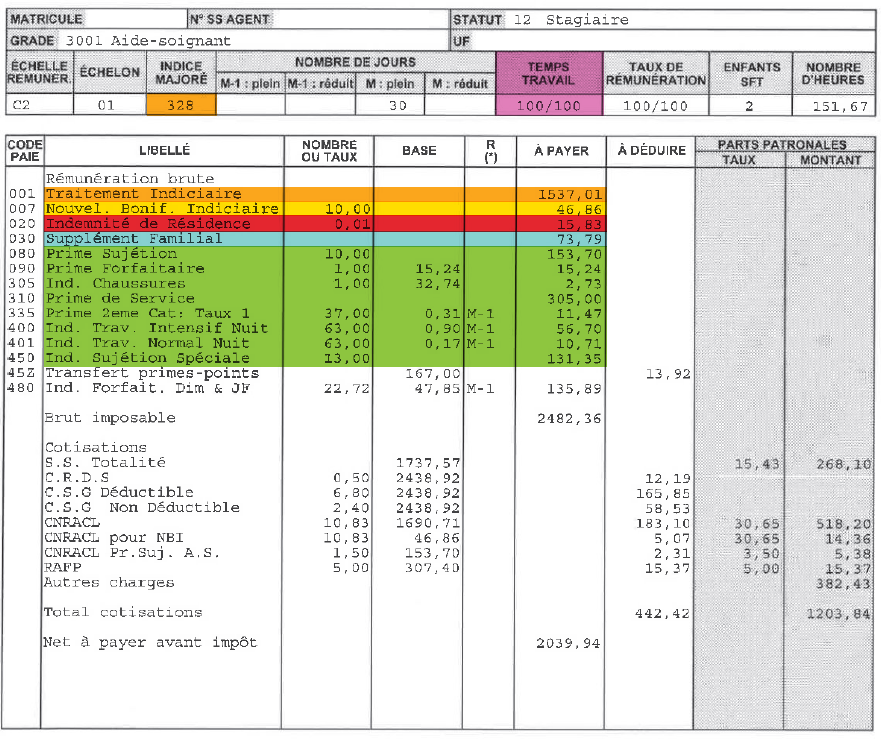 MATRICULE N° SS AGENT STATUT 12 Stagiaire
GRADE 3001 Aide-soignant UF
ÉCHELLE REMUNER. ÉCHELON INDICE MAJORÉ NOMBRE DE JOURS TEMPS TRAVAIL TAUX DE RÉMUNÉRATION ENFANTS SFT NOMBRE D'HEURES
M-1 : plein M-1 : réduit M : plein M : réduit
C2 01 328 30 100/100 100/100 2 151,67
CODE PAIE LIBELLÉ NOMBRE OU TAUX BASE R (*) À PAYER À DÉDUIRE PARTS PATRONALES
TAUX MONTANT
Rémunération brute
001 Traitement Indiciaire 1537,01
007 Nouvel. Bonif. Indiciaire 10,00 46,86
020 Indemnité de Résidence 0,01 15,83
030 Supplément Familial 73,79
080 Prime Sujétion 10,00 153,70
090 Prime Forfaitaire 1,00 15,24 15,24
305 Ind. Chaussures 1,00 32,74 2,73
310 Prime de Service 305,00
335 Prime 2eme Cat: Taux 1 37,00 0,31 M-1 11,47
400 Ind. Trav. Intensif Nuit 63,00 0,90 M-1 56,70
401 Ind. Trav. Normal Nuit 63,00 0,17 M-1 10,71
450 Ind. Sujétion Spéciale 13,00 131,35
45Z Transfert primes-points 167,00 13,92
480 Ind. Forfait. Dim & JF 22,72 47,85 M-1 135,89
Brut imposable 2482,36
Cotisations
S.S. Totalité 1737,57 15,43 268,10
C.R.D.S 0,50 2438,92 12,19
C.S.G Déductible 6,80 2438,92 165,85
C.S.G Non Déductible 2,40 2438,92 58,53
CNRACL 10,83 1690,71 183,10 30,65 518,20
CNRACL pour NBI 10,83 46,86 5,07 30,65 14,36
CNRACL Pr.Suj. A.S. 1,50 153,70 2,31 3,50 5,38
RAFP 5,00 307,40 15,37 5,00 15,37
Autres charges 382,43
Total cotisations 442,42 1203,84
Net à payer avant impôt 2039,94